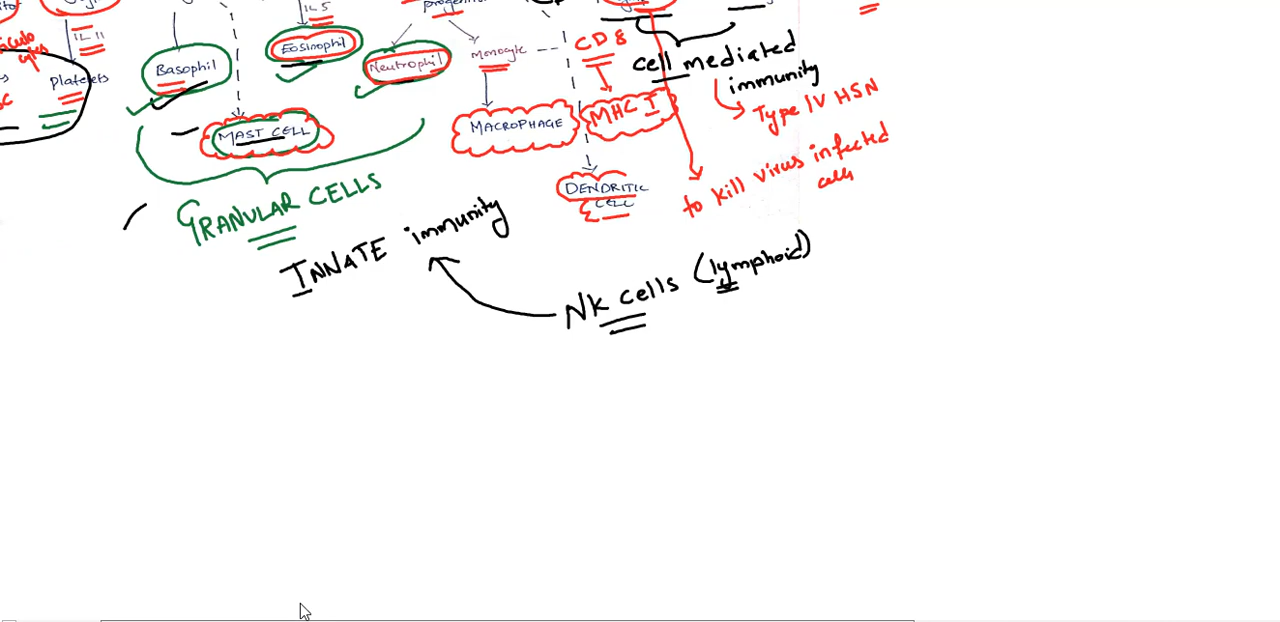 IL 11
IL 5
Platelets
Basophil
Eosinophil
Neutrophil
Monocyte
CD 8
cell mediated
immunity
Type IV HSN
MAST CELL
MACROPHAGE
MHC I
DENDRITIC
CELL
to kill virus infected
cells
GRANULAR CELLS
INNATE immunity
NK cells (lymphoid)